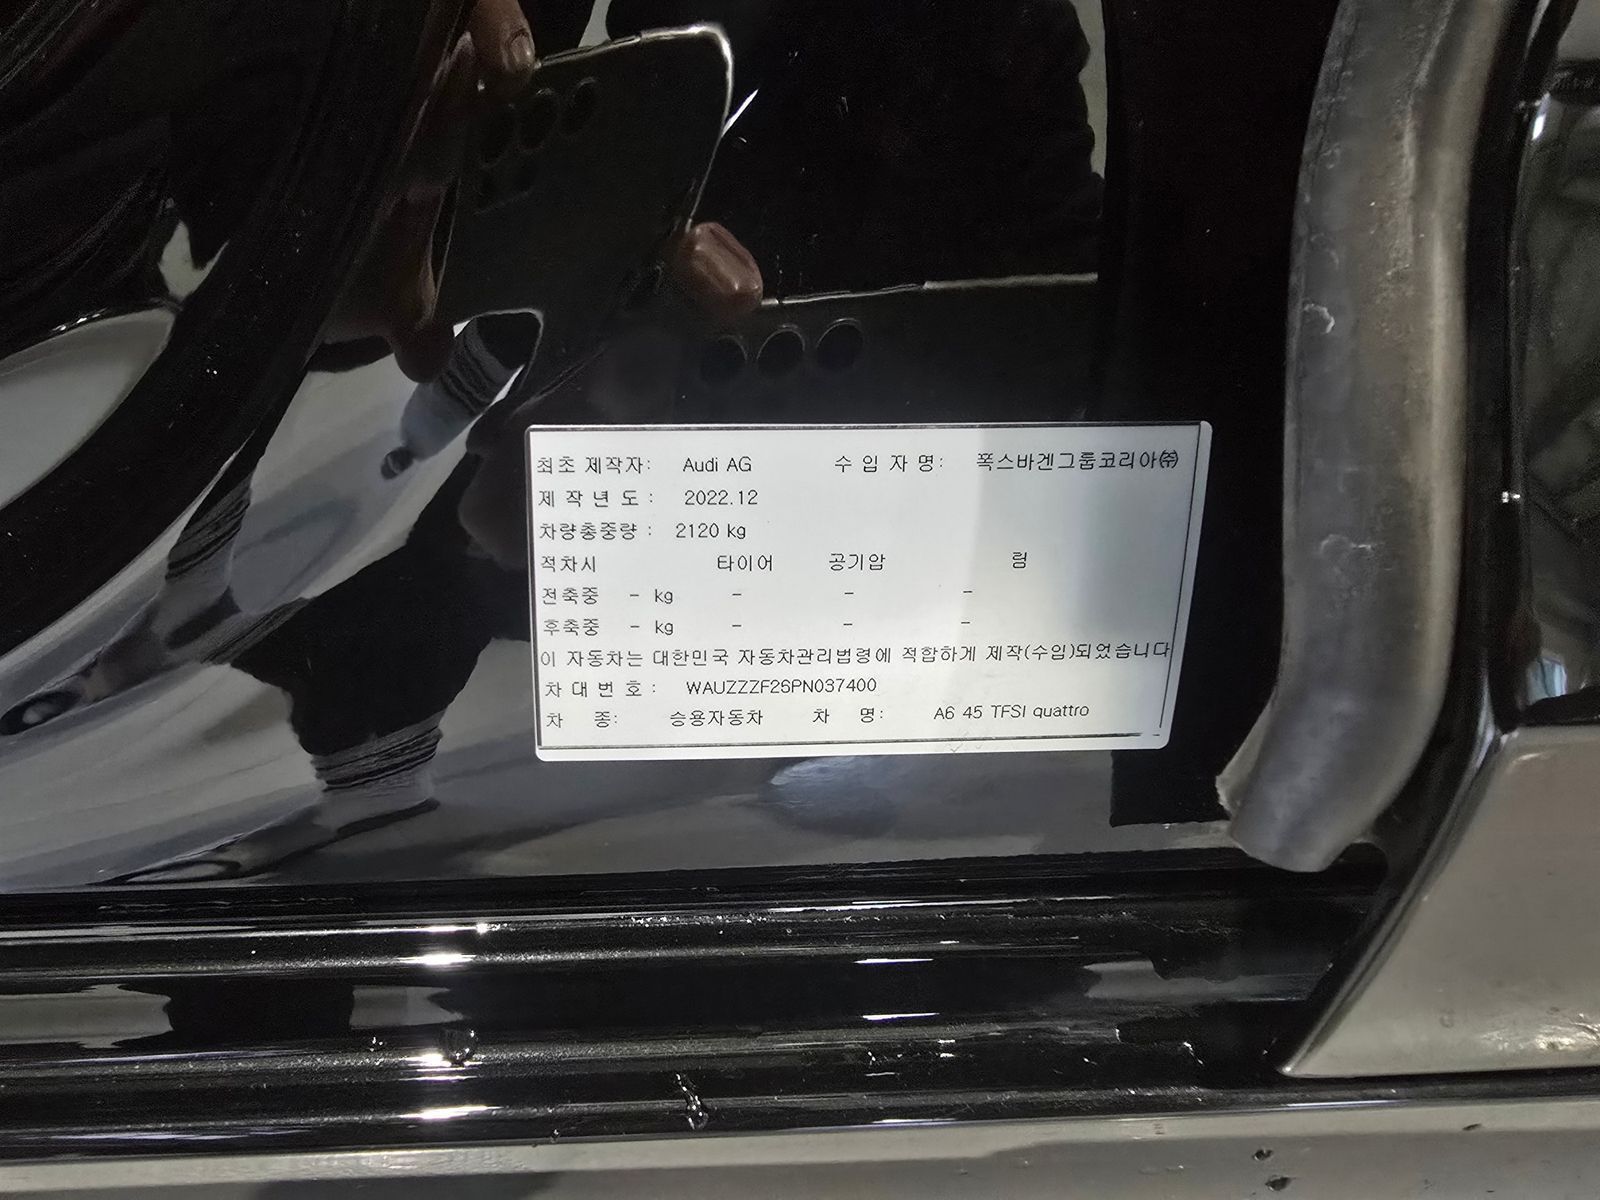 최초 제작자: Audi AG 수 입 자 명: 폭스바겐그룹코리아㈜
제 작 년 도 : 2022.12
차량총중량 : 2120 kg
적차시 타이어 공기압 림
전축중 - kg - - -
후축중 - kg - - -
이 자동차는 대한민국 자동차관리법령에 적합하게 제작(수입)되었습니다
차 대 번 호 : WAUZZZF26PN037400
차 종: 승용자동차 차 명: A6 45 TFSI quattro